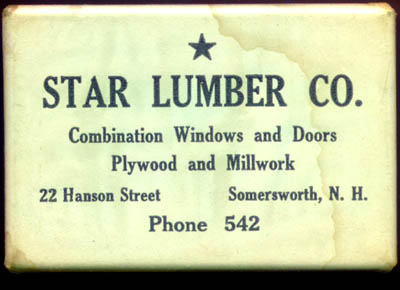 STAR LUMBER CO.
Combination Windows and Doors
Plywood and Millwork
22 Hanson Street Somersworth, N. H.
Phone 542